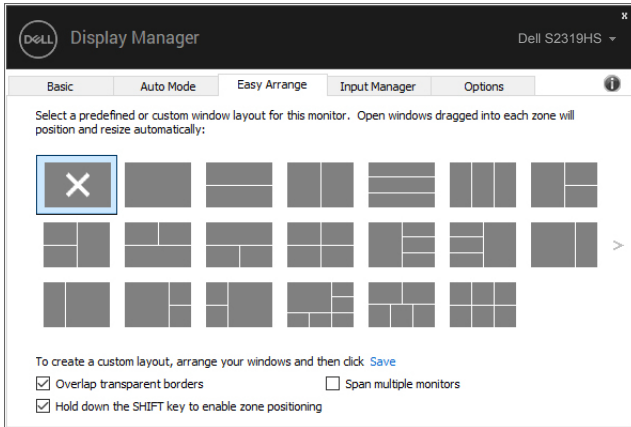 x
DELL Display Manager Dell S2319HS
Basic Auto Mode Easy Arrange Input Manager Options i
Select a predefined or custom window layout for this monitor. Open windows dragged into each zone will
position and resize automatically:
>
To create a custom layout, arrange your windows and then click Save
Overlap transparent borders Span multiple monitors
Hold down the SHIFT key to enable zone positioning